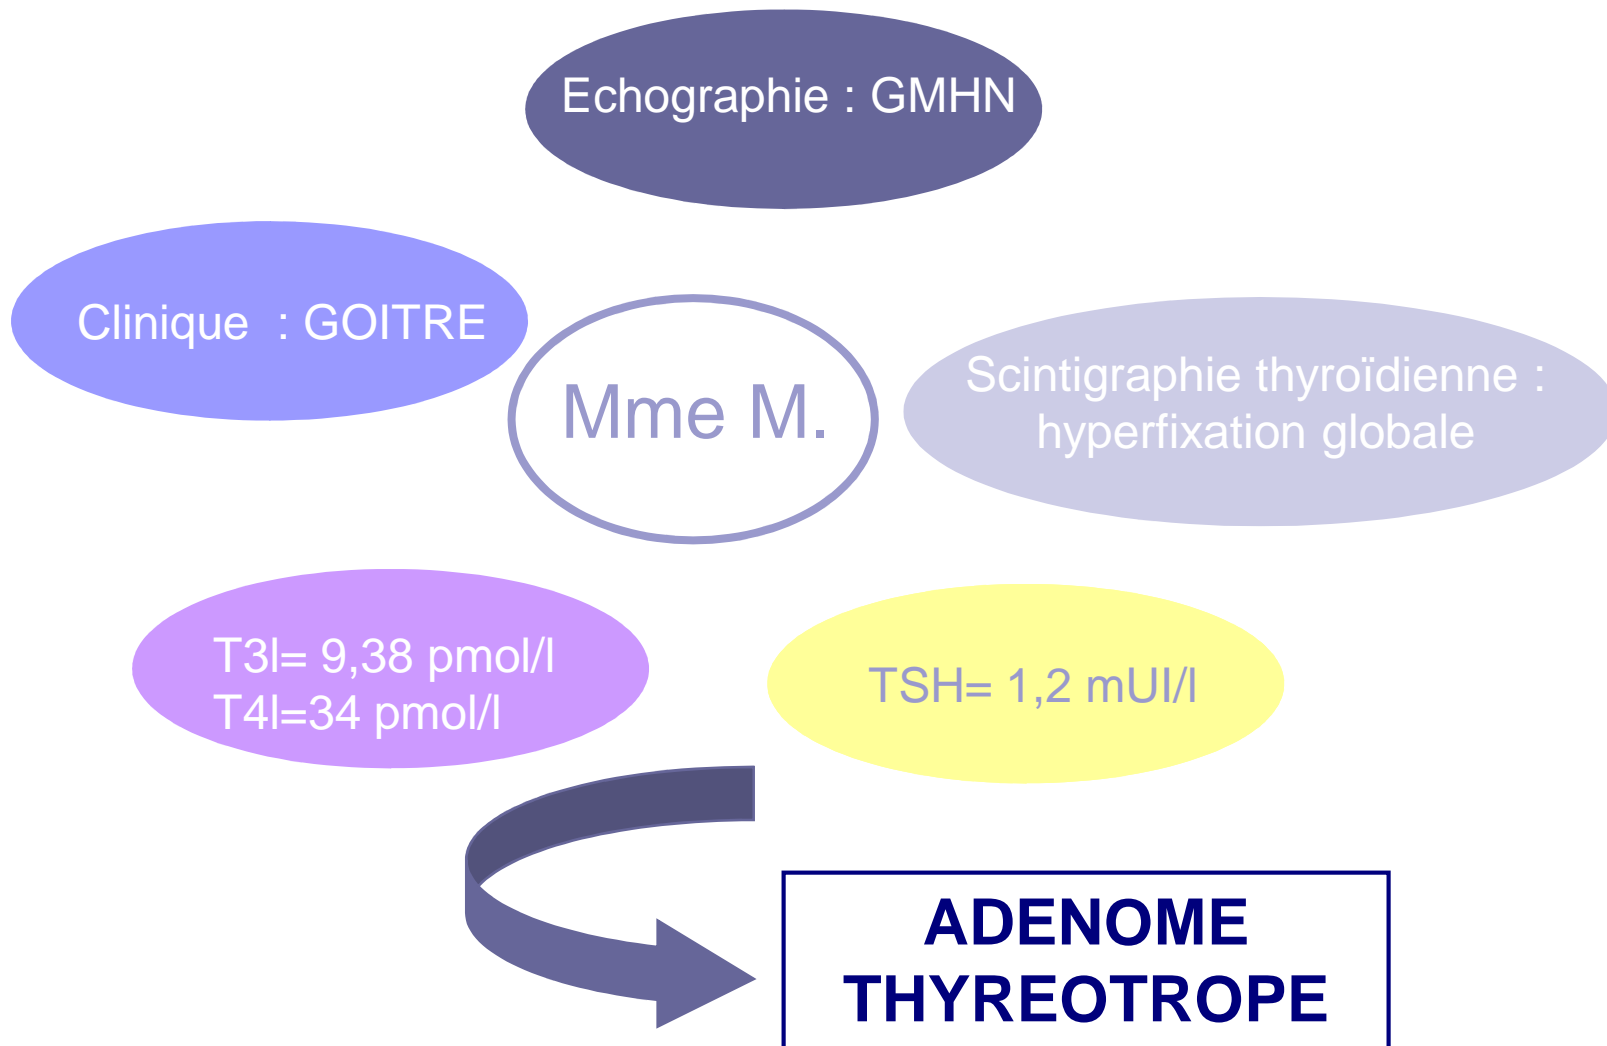 Echographie : GMHN
Clinique : GOITRE
Mme M.
Scintigraphie thyroïdienne :
hyperfixation globale
T3l= 9,38 pmol/l
T4l=34 pmol/l
TSH= 1,2 mUI/l
ADENOME
THYREOTROPE